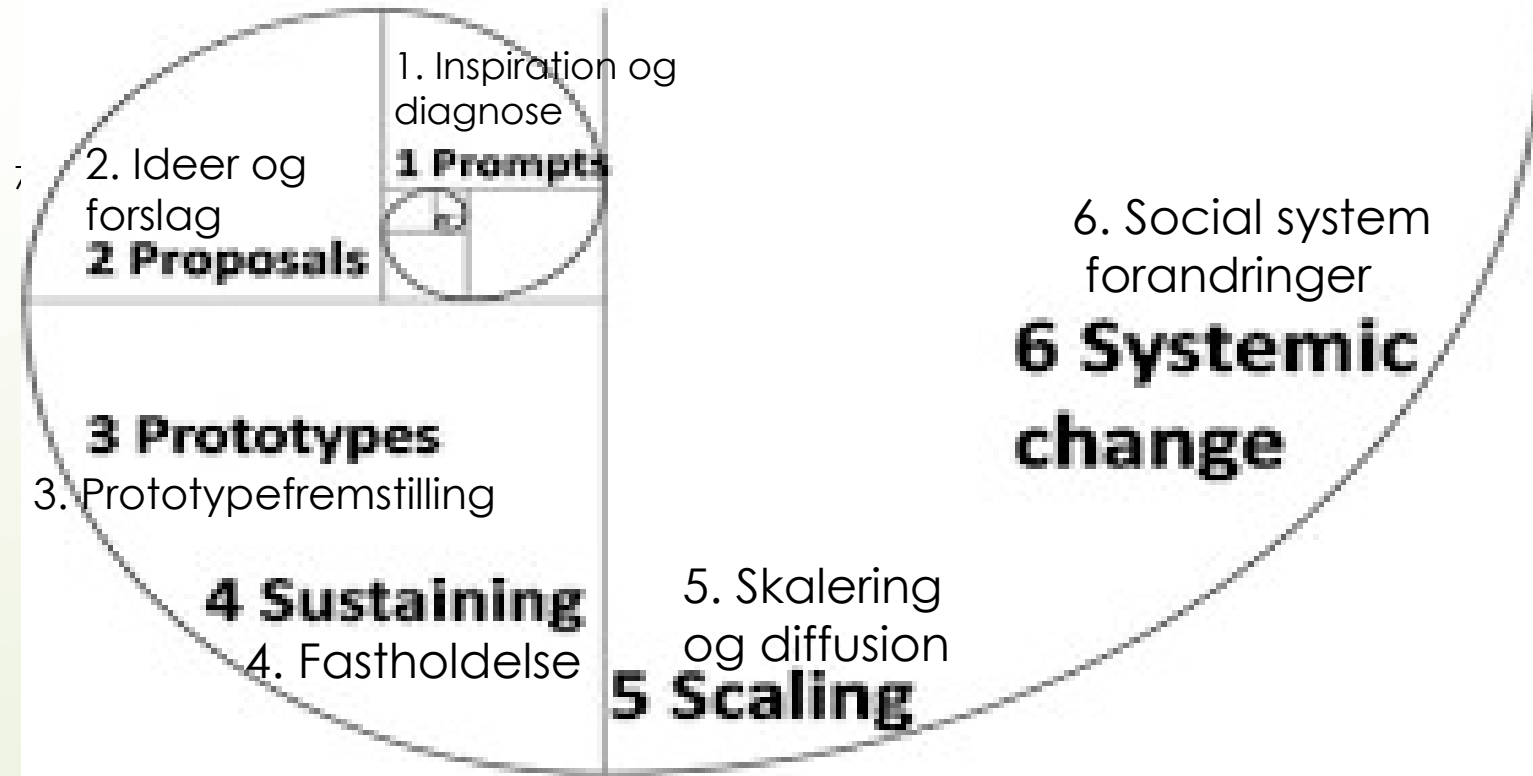 1. Inspiration og
diagnose
1 Prompts
2. Ideer og
forslag
2 Proposals
3 Prototypes
3. Prototypefremstilling
4 Sustaining
4. Fastholdelse
5. Skalering
og diffusion
5 Scaling
6. Social system
forandringer
6 Systemic
change